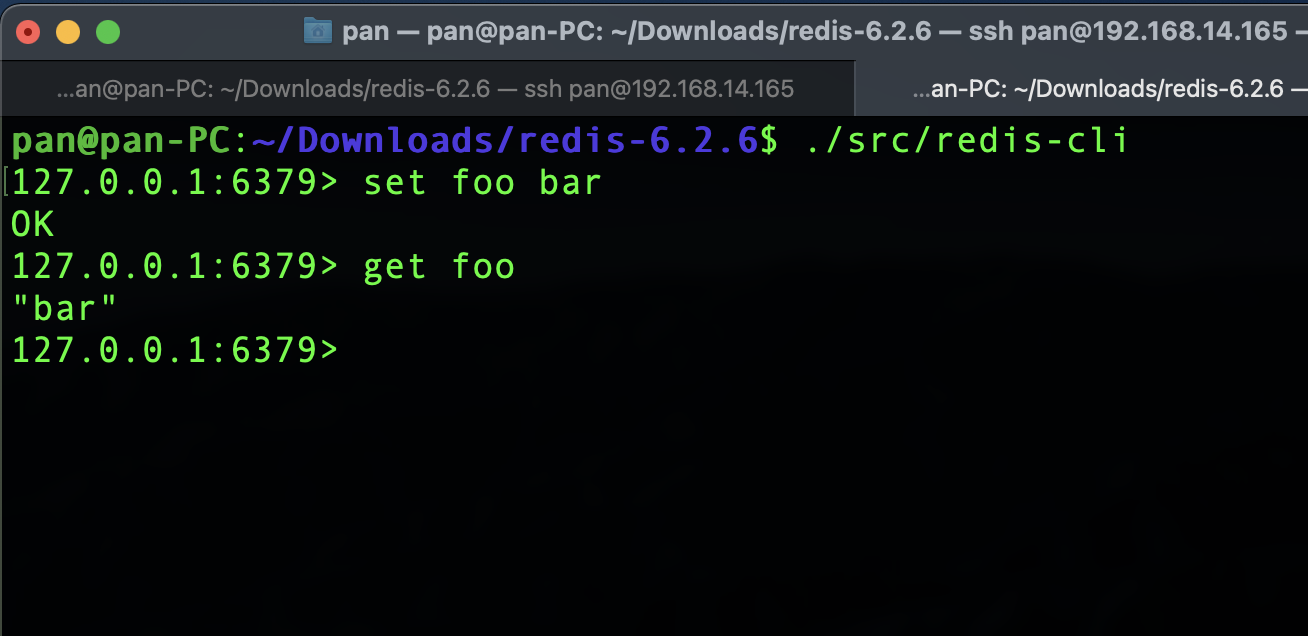 pan — pan@pan-PC: ~/Downloads/redis-6.2.6 — ssh pan@192.168.14.165 –
...an@pan-PC: ~/Downloads/redis-6.2.6 — ssh pan@192.168.14.165
...an-PC: ~/Downloads/redis-6.2.6 —
pan@pan-PC:~/Downloads/redis-6.2.6$ ./src/redis-cli
[127.0.0.1:6379> set foo bar
OK
127.0.0.1:6379> get foo
"bar"
127.0.0.1:6379>